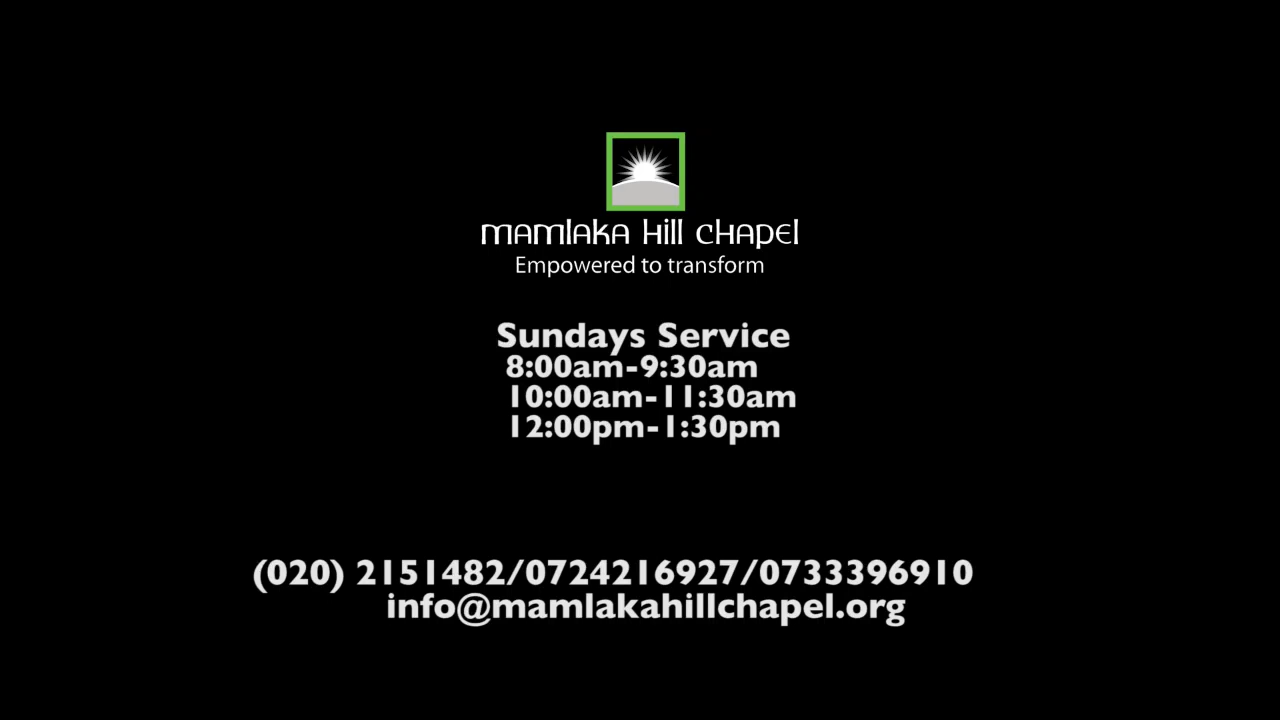 mamlaka hill chapel
Empowered to transform
Sundays Service
8:00am-9:30am
10:00am-11:30am
12:00pm-1:30pm
(020) 2151482/0724216927/0733396910
info@mamlakahillchapel.org